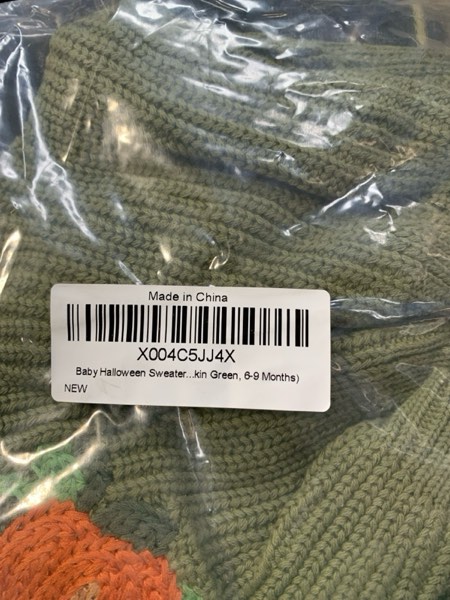 Made in China
X004C5JJ4X
Baby Halloween Sweater...kin Green, 6-9 Months)
NEW